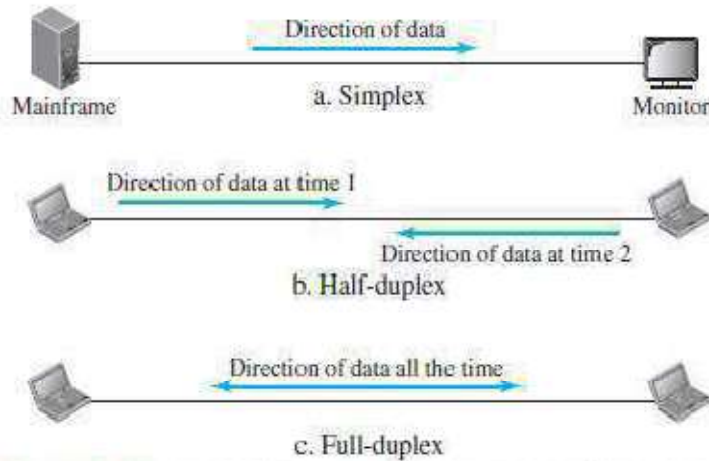 Direction of data
Mainframe
a. Simplex
Monitor
Direction of data at time 1
Direction of data at time 2
b. Half-duplex
Direction of data all the time
c. Full-duplex